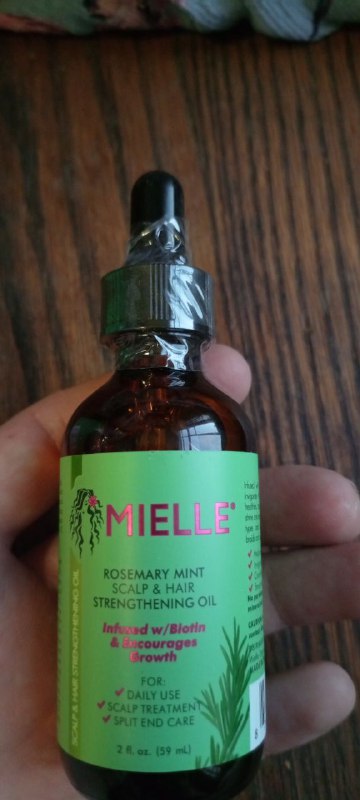 MIELLE®
ROSEMARY MINT
SCALP & HAIR
STRENGTHENING OIL
Infused w/Biotin
& Encourages
Growth
FOR:
✓ DAILY USE
✓ SCALP TREATMENT
✓ SPLIT END CARE
2 fl. oz. (59 mL)
SCALP & HAIR STRENGTHENING OIL
8